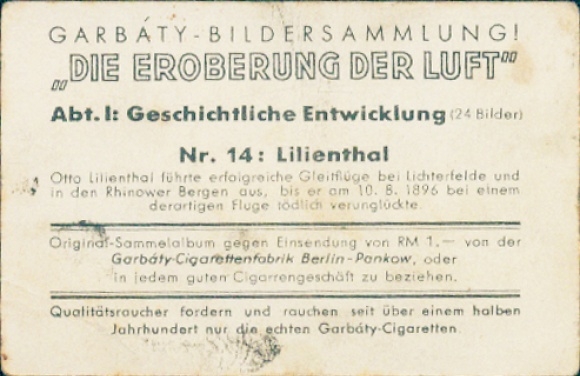 GARBÁTY-BILDERSAMMLUNG!
„DIE EROBERUNG DER LUFT"
Abt. I: Geschichtliche Entwicklung (24 Bilder)
Nr. 14: Lilienthal
Otto Lilienthal führte erfolgreiche Gleitflüge bei Lichterfelde und
in den Rhinower Bergen aus, bis er am 10. 8. 1896 bei einem
derartigen Fluge tödlich verunglückte.
Original-Sammelalbum gegen Einsendung von RM 1.— von der
Garbáty-Cigarettenfabrik Berlin-Pankow, oder
in jedem guten Cigarrengeschäft zu beziehen.
Qualitätsraucher fordern und rauchen seit über einem halben
Jahrhundert nur die echten Garbáty-Cigaretten.